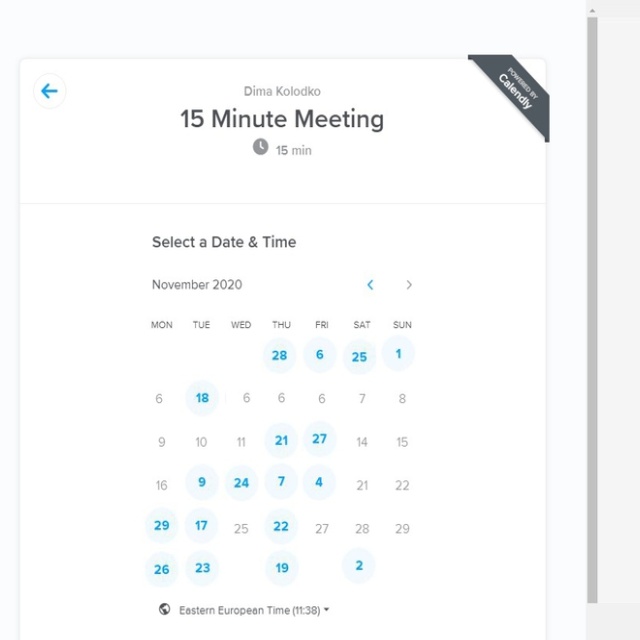 POWERED BY
Calendly
Dima Kolodko
15 Minute Meeting
15 min
Select a Date & Time
November 2020
MON TUE WED THU FRI SAT SUN
28 6 25 1
6 18 6 6 6 7 8
9 10 11 21 27 14 15
16 9 24 7 4 21 22
29 17 25 22 27 28 29
26 23 19 2
Eastern European Time (11:38)